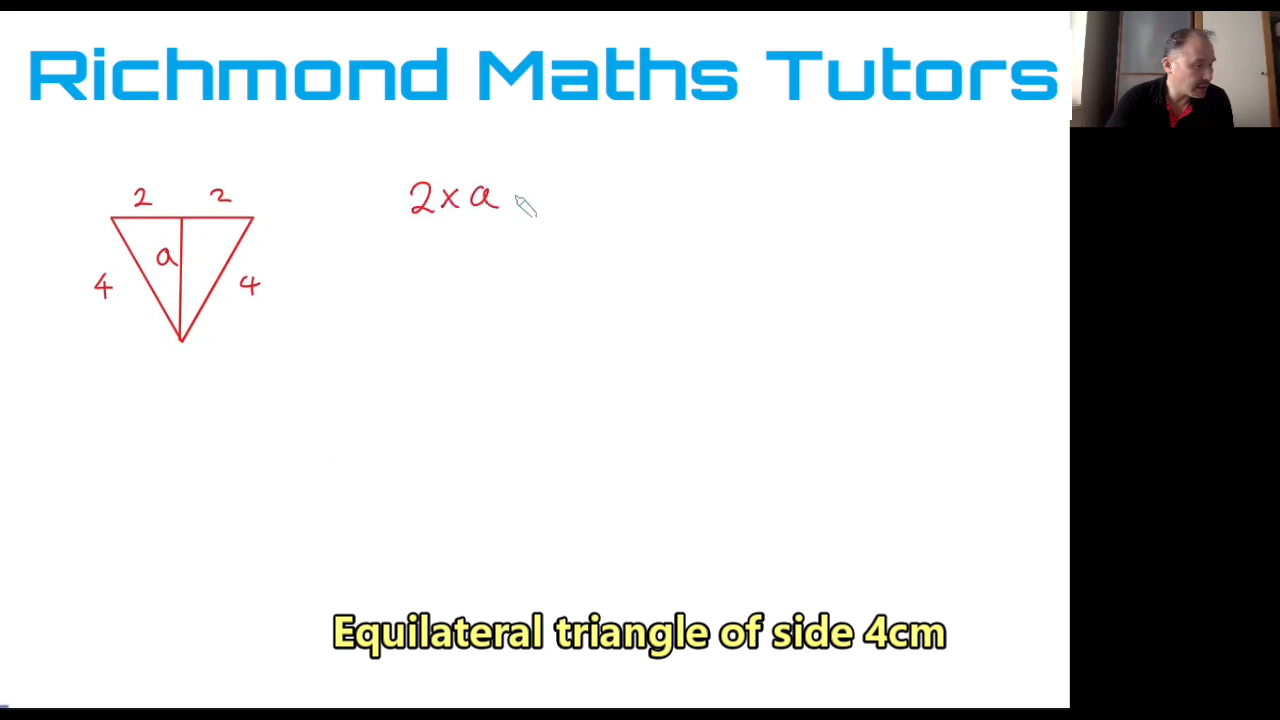 Richmond Maths Tutors
2 2
2 x a
a
4 4
Equilateral triangle of side 4cm